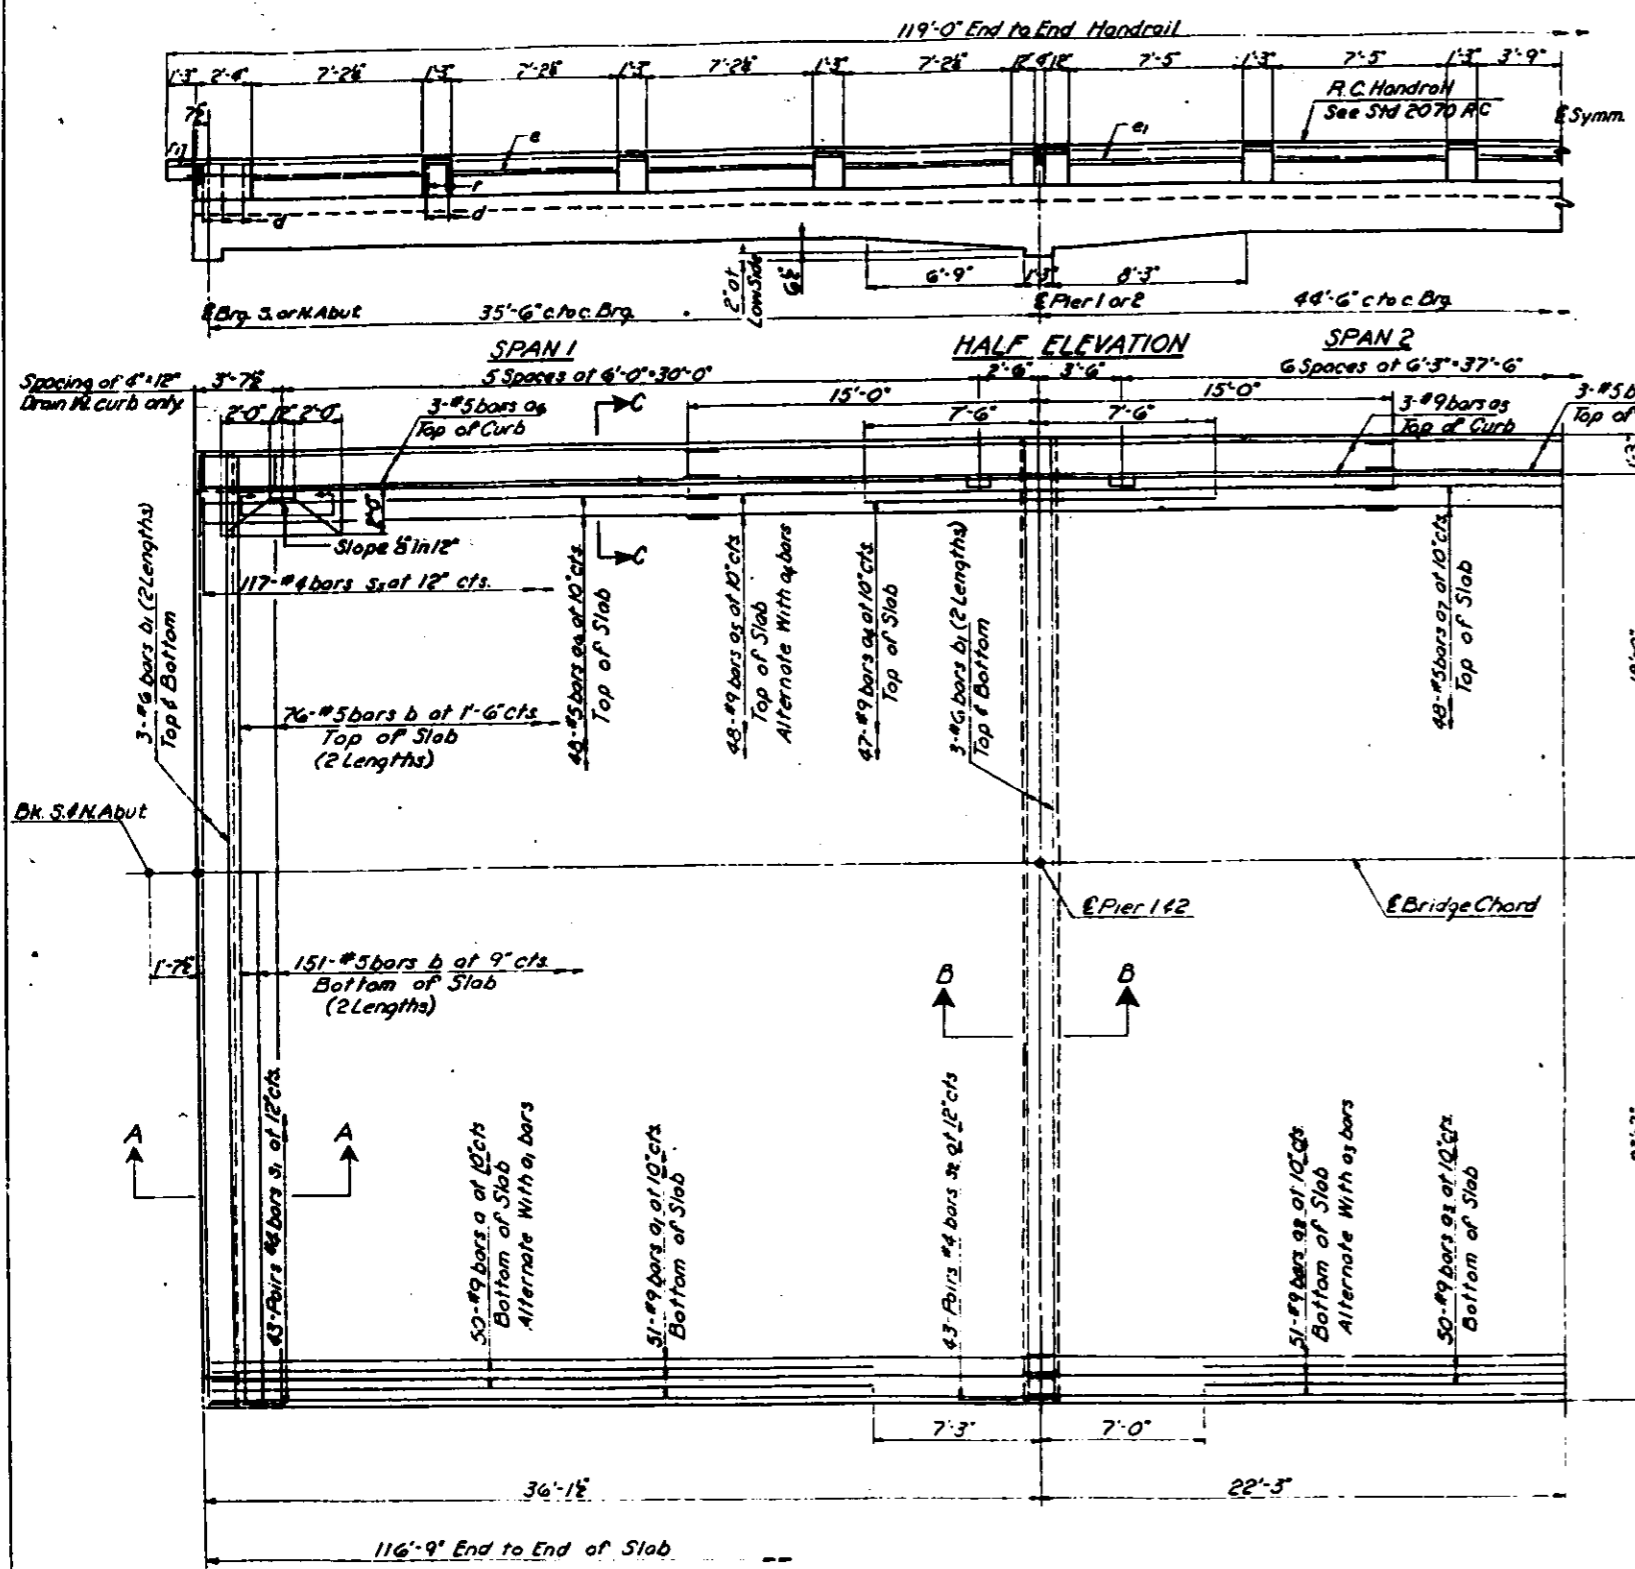 119'-0" End to End Handrail
1'-3" 2'-4" 7'-2⅛" 1'-3" 7'-2⅛" 1'-3" 7'-2⅛" 1'-3" 7'-2⅛" 12" 4" 12" 7'-5" 1'-3" 7'-5" 1'-3" 3'-9"
7½"
R.C. Handrail
See Std 2070 RC
℄ Symm.
e
e₁
r₁
r
d
d
2" at
Low Side
6½"
6'-9" 1'-3" 8'-3"
℄ Brg. S. or N. Abut
35'-6" c to c. Brg.
℄ Pier 1 or 2
44'-6" c to c Brg
SPAN 1
HALF ELEVATION
SPAN 2
Spacing of 4"x12"
Drain W. curb only.
3'-7½"
5 Spaces at 6'-0"=30'-0"
2'-6" 3'-6"
6 Spaces at 6'-3"=37'-6"
2'-0" 12" 2'-0"
3-#5 bars a₆
Top of Curb
C
15'-0"
15'-0"
7'-6" 7'-6"
3-#9 bars a₅
Top of Curb
3-#5 b
Top of
1'-3"
Slope ⅛ in 12"
C
117-#4 bars s₃ at 12" cts.
3-#6 bars b₁ (2 Lengths)
Top & Bottom
48-#5 bars a₆ at 10" cts.
Top of Slab
48-#9 bars a₅ at 10" cts.
Top of Slab
Alternate With a₄ bars
47-#9 bars a₄ at 10" cts.
Top of Slab
3-#6 bars b₁ (2 Lengths)
Top & Bottom
48-#5 bars a₇ at 10" cts.
Top of Slab
76-#5 bars b at 1'-6" cts.
Top of Slab
(2 Lengths)
Bk. S. & N. Abut
℄ Pier 1 & 2
℄ Bridge Chord
1'-7½"
151-#5 bars b at 9" cts.
Bottom of Slab
(2 Lengths)
B B
A A
43-Pairs #4 bars s₁ at 12" cts.
50-#9 bars a at 10" cts
Bottom of Slab
Alternate With a₁ bars
51-#9 bars a₁ at 10" cts.
Bottom of Slab
43-Pairs #4 bars s₂ at 12" cts
51-#9 bars a₂ at 10" cts.
Bottom of Slab
Alternate With a₃ bars
50-#9 bars a₃ at 10" cts.
Bottom of Slab
7'-3" 7'-0"
36'-1½"
22'-3"
116'-9" End to End of Slab